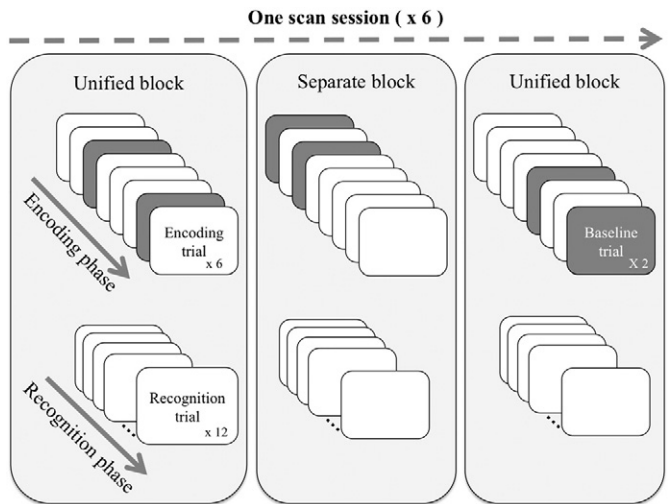 One scan session ( x 6 )
Unified block
Encoding phase
Encoding
trial
x 6
Recognition phase
Recognition
trial
x 12
Separate block
Unified block
Baseline
trial
X 2